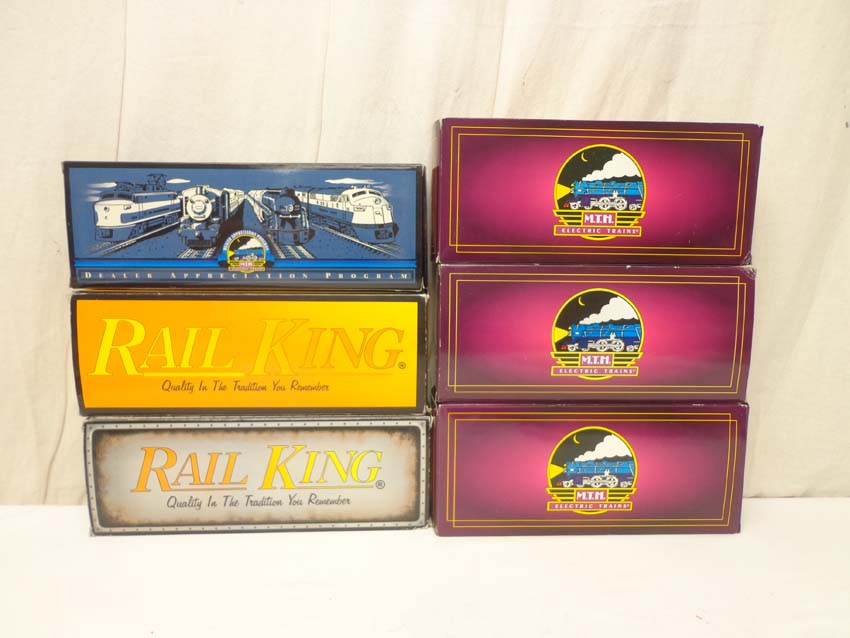 M.T.H.
DEALER APPRECIATION PROGRAM
RAIL KING®
Quality In The Tradition You Remember
RAIL KING®
Quality In The Tradition You Remember
M.T.H.
ELECTRIC TRAINS®
M.T.H.
ELECTRIC TRAINS®
M.T.H.
ELECTRIC TRAINS®